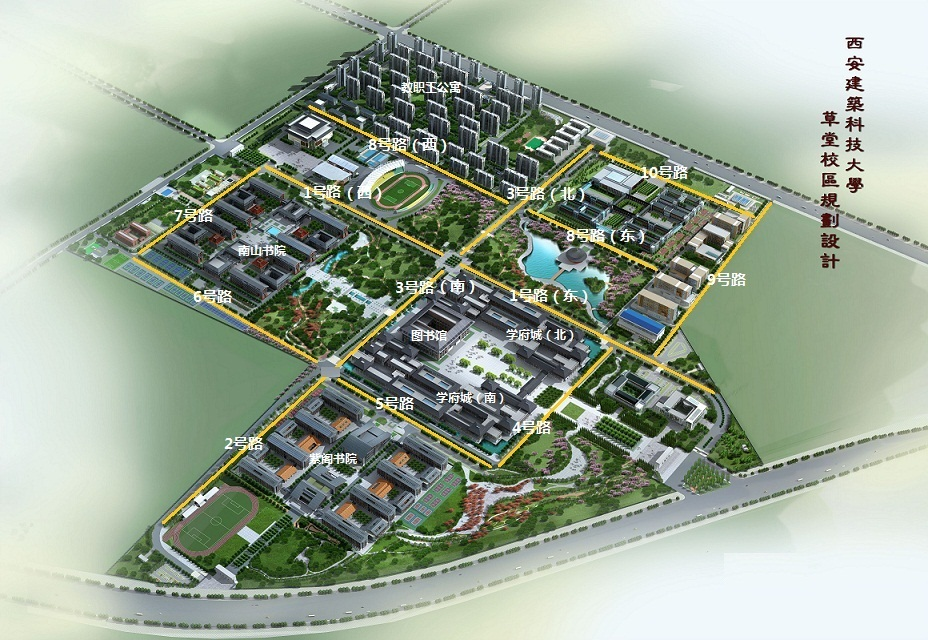 西安建築科技大學
草堂校區規劃設計
教职工公寓
8号路（西）
10号路
1号路（西）
3号路（北）
7号路
8号路（东）
南山书院
9号路
3号路（南）
6号路
1号路（东）
图书馆
学府城（北）
学府城（南）
5号路
4号路
2号路
紫阁书院